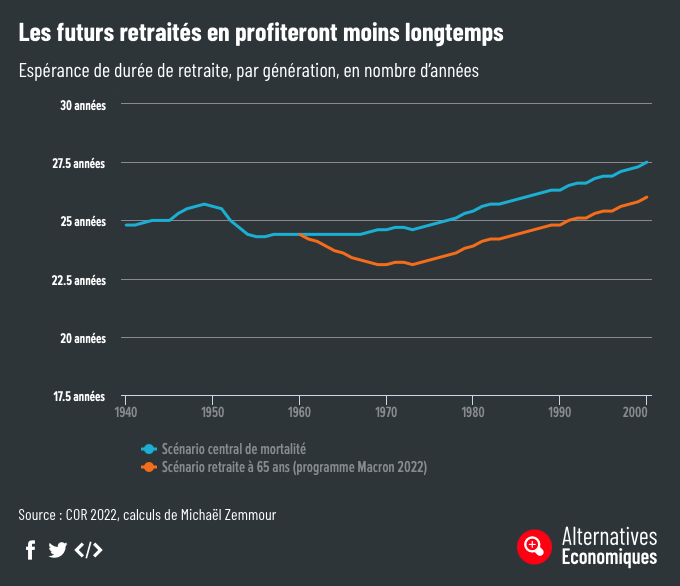 Les futurs retraités en profiteront moins longtemps
Espérance de durée de retraite, par génération, en nombre d’années
30 années
27.5 années
25 années
22.5 années
20 années
17.5 années
1940 1950 1960 1970 1980 1990 2000
Scénario central de mortalité
Scénario retraite à 65 ans (programme Macron 2022)
Source : COR 2022, calculs de Michaël Zemmour
Alternatives
Economiques